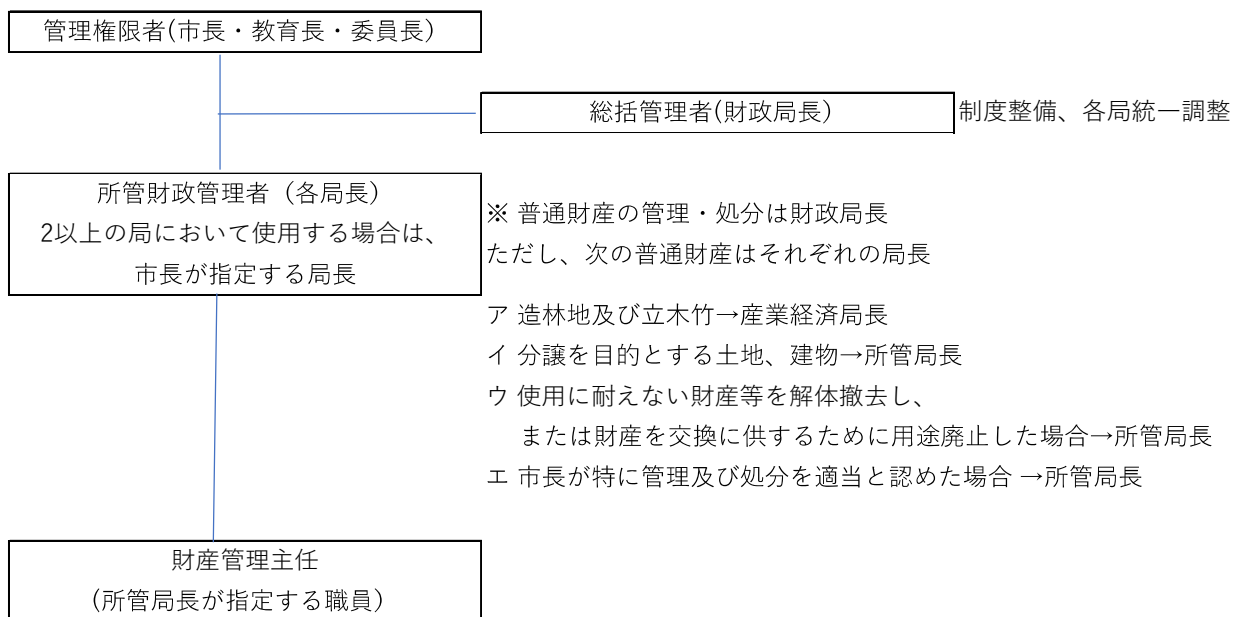 管理権限者(市長・教育長・委員長)
総括管理者(財政局長)
制度整備、各局統一調整
所管財政管理者（各局長）
2以上の局において使用する場合は、
市長が指定する局長
※ 普通財産の管理・処分は財政局長
ただし、次の普通財産はそれぞれの局長
ア 造林地及び立木竹→産業経済局長
イ 分譲を目的とする土地、建物→所管局長
ウ 使用に耐えない財産等を解体撤去し、
または財産を交換に供するために用途廃止した場合→所管局長
エ 市長が特に管理及び処分を適当と認めた場合 →所管局長
財産管理主任
(所管局長が指定する職員)